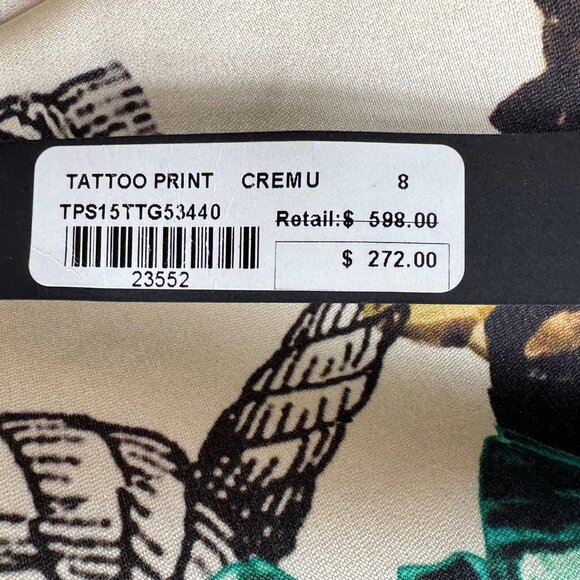 TATTOO PRINT CREMU 8
TPS15TTG53440 Retail:$ 598.00
$ 272.00
23552